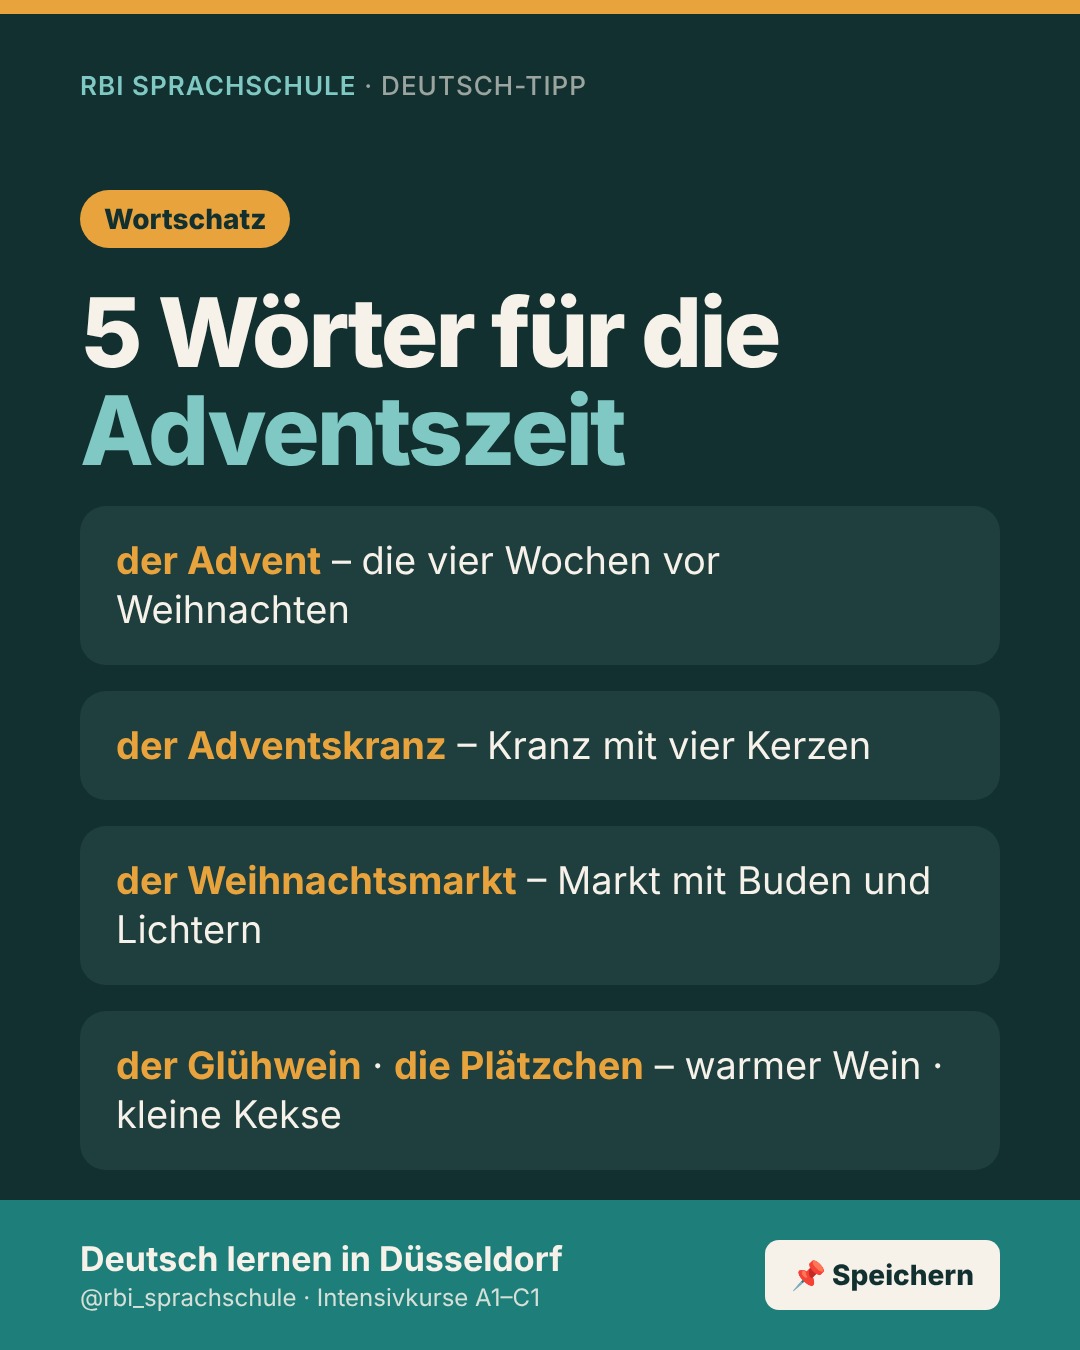 RBI SPRACHSCHULE · DEUTSCH-TIPP
Wortschatz
5 Wörter für die
Adventszeit
der Advent – die vier Wochen vor
Weihnachten
der Adventskranz – Kranz mit vier Kerzen
der Weihnachtsmarkt – Markt mit Buden und
Lichtern
der Glühwein · die Plätzchen – warmer Wein ·
kleine Kekse
Deutsch lernen in Düsseldorf
@rbi_sprachschule · Intensivkurse A1–C1
📌 Speichern